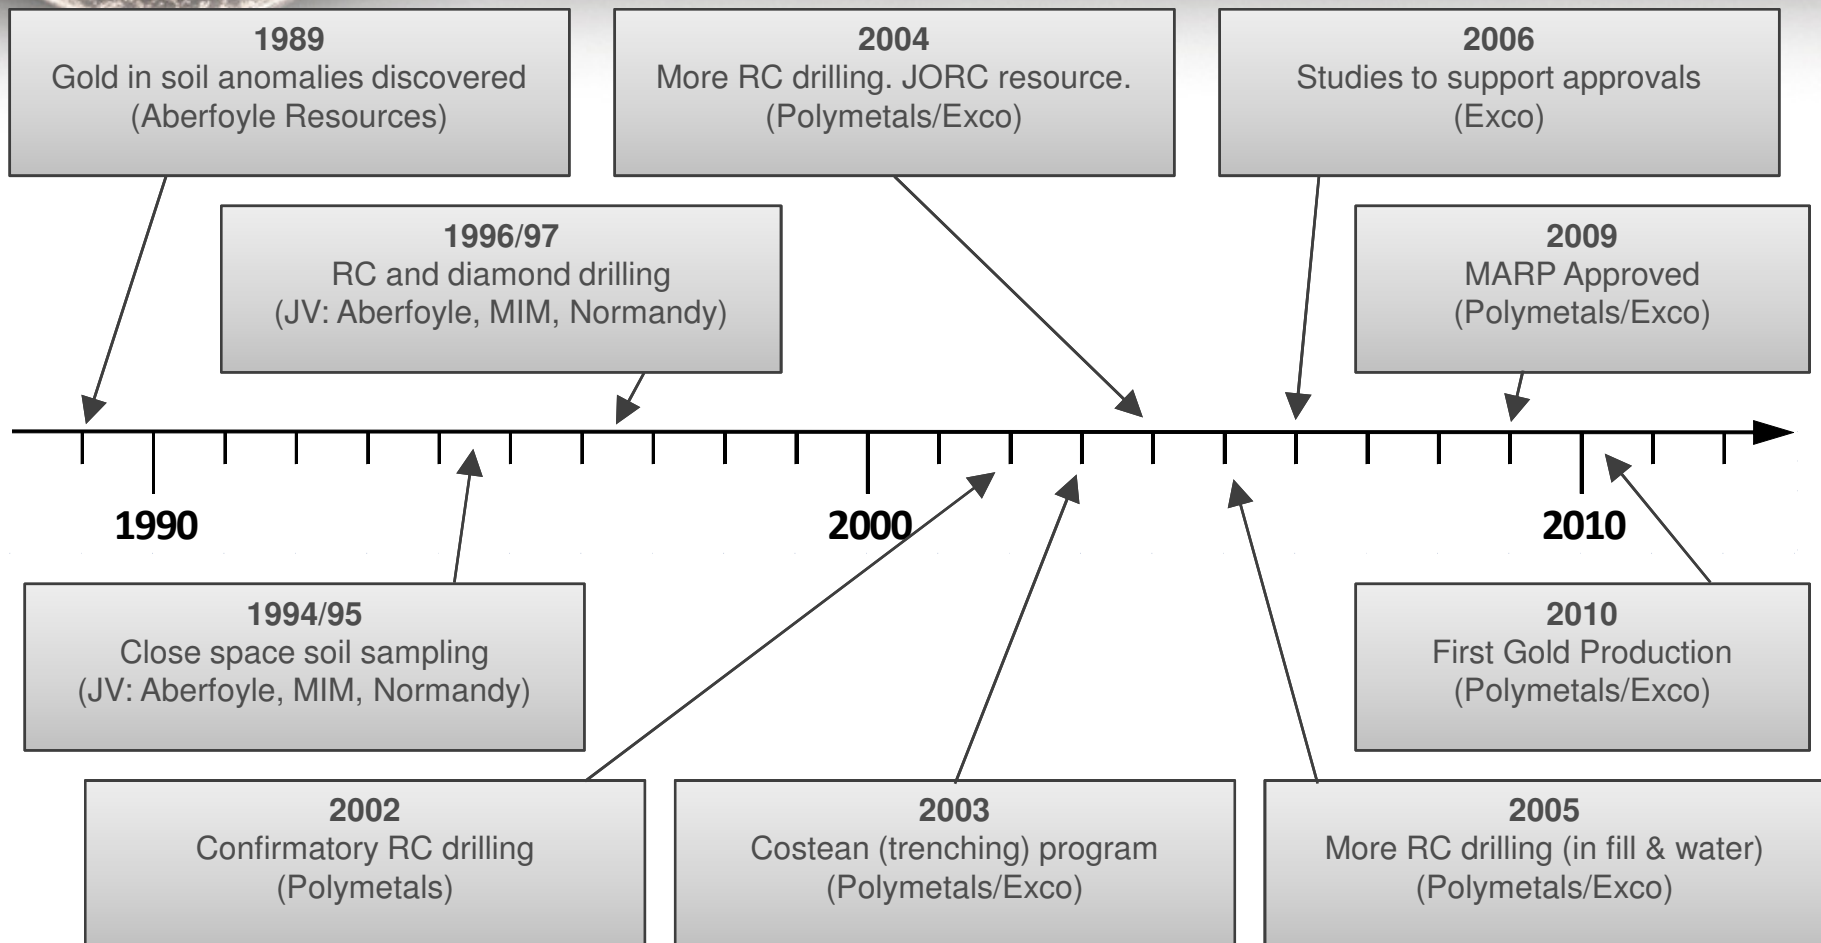 1989
Gold in soil anomalies discovered
(Aberfoyle Resources)
2004
More RC drilling. JORC resource.
(Polymetals/Exco)
2006
Studies to support approvals
(Exco)
1996/97
RC and diamond drilling
(JV: Aberfoyle, MIM, Normandy)
2009
MARP Approved
(Polymetals/Exco)
1990
2000
2010
1994/95
Close space soil sampling
(JV: Aberfoyle, MIM, Normandy)
2010
First Gold Production
(Polymetals/Exco)
2002
Confirmatory RC drilling
(Polymetals)
2003
Costean (trenching) program
(Polymetals/Exco)
2005
More RC drilling (in fill & water)
(Polymetals/Exco)